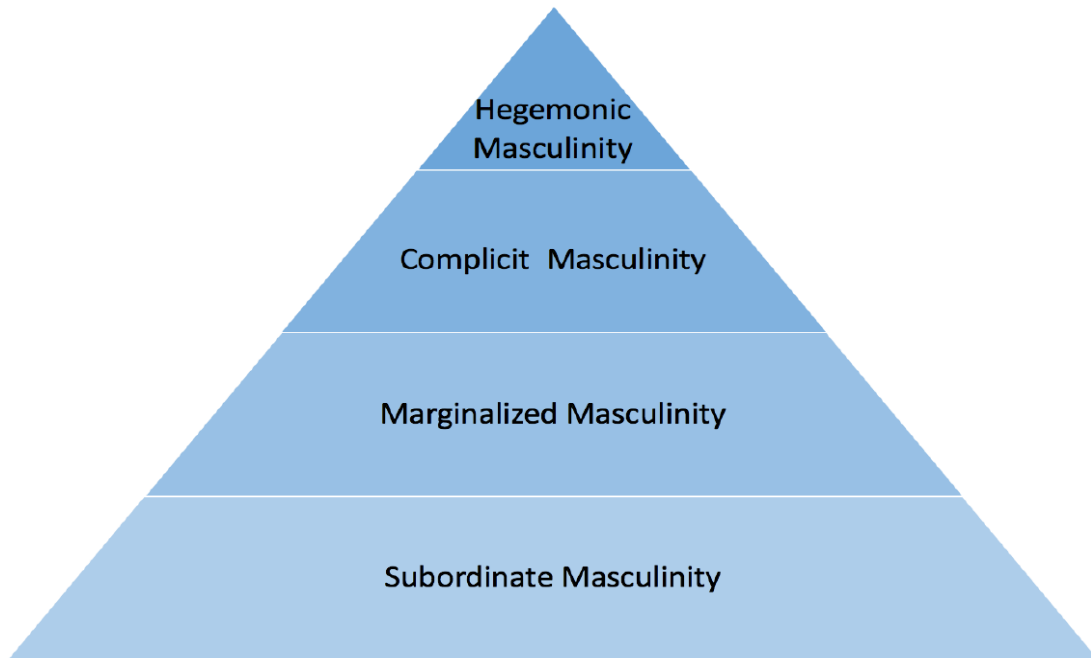 Hegemonic
Masculinity
Complicit  Masculinity
Marginalized Masculinity
Subordinate Masculinity